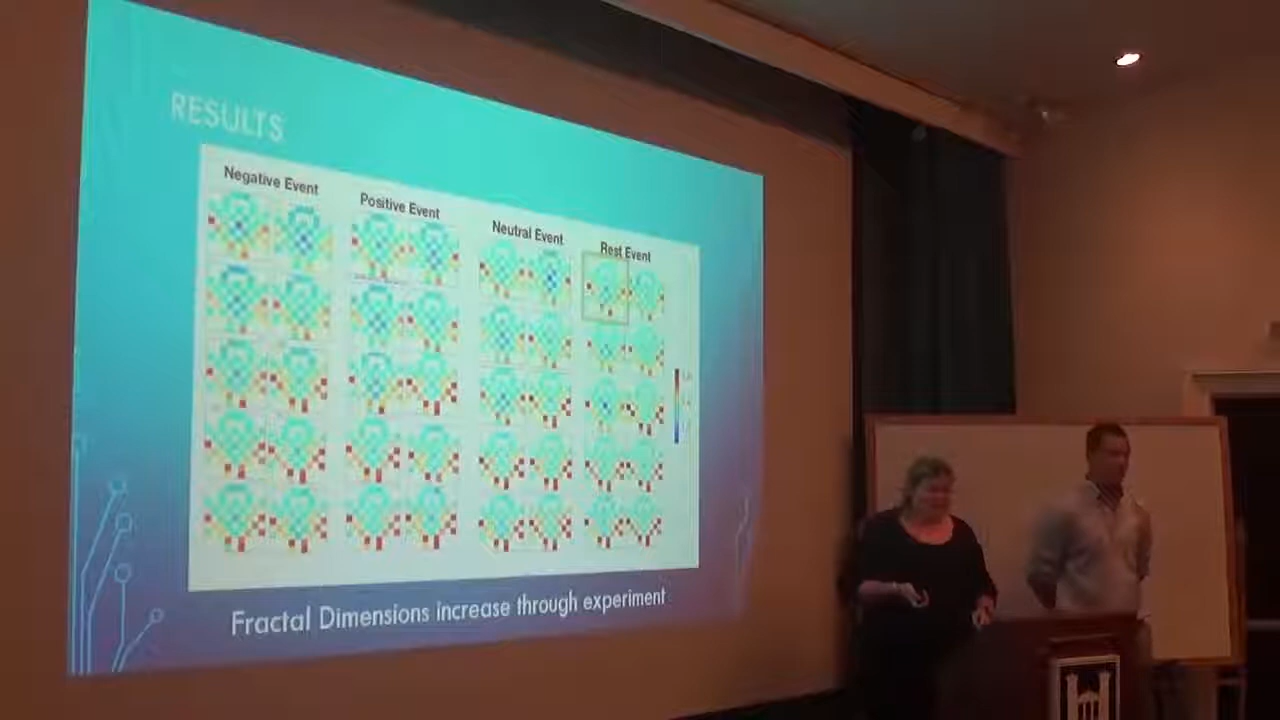 RESULTS
Negative Event
Positive Event
Neutral Event
Rest Event
Fractal Dimensions increase through experiment